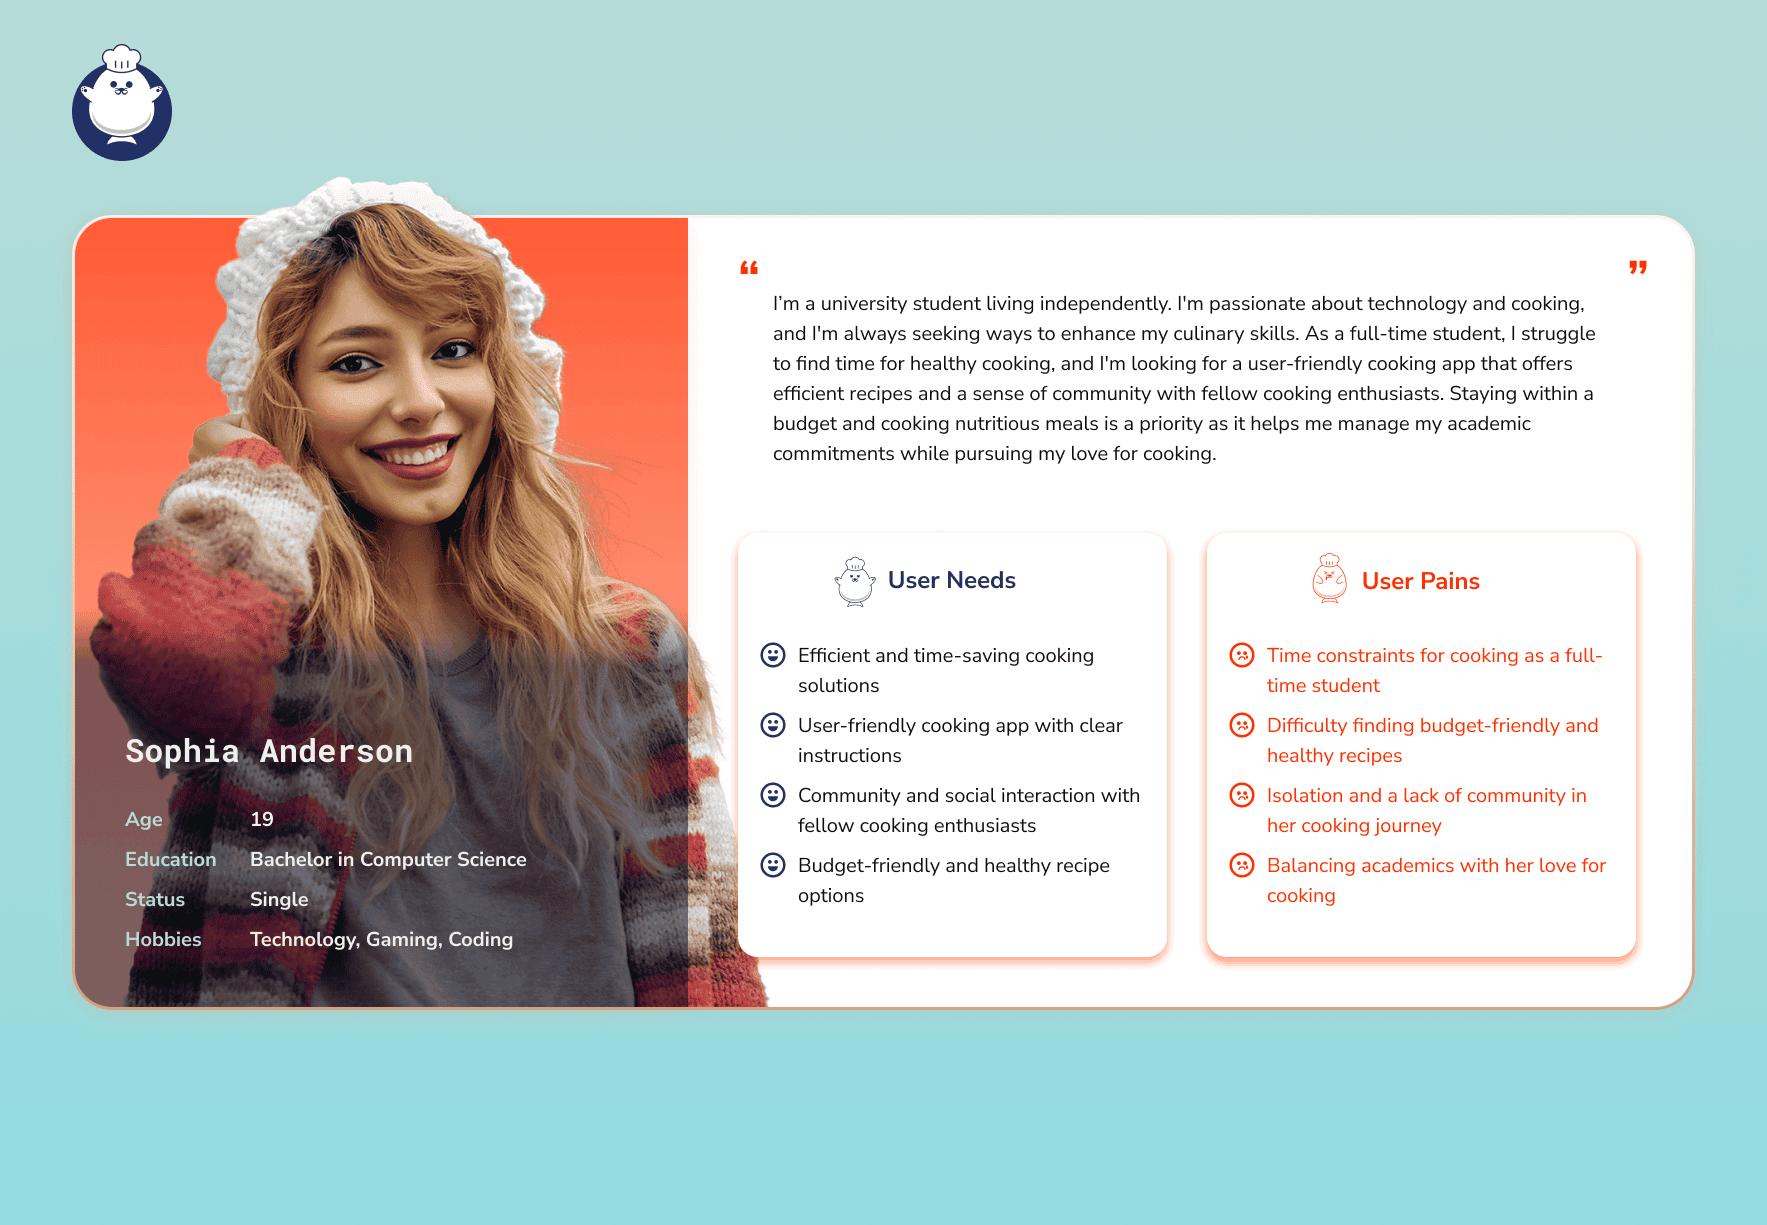 “ ”
I’m a university student living independently. I'm passionate about technology and cooking,
and I'm always seeking ways to enhance my culinary skills. As a full-time student, I struggle
to find time for healthy cooking, and I'm looking for a user-friendly cooking app that offers
efficient recipes and a sense of community with fellow cooking enthusiasts. Staying within a
budget and cooking nutritious meals is a priority as it helps me manage my academic
commitments while pursuing my love for cooking.
Sophia Anderson
Age 19
Education Bachelor in Computer Science
Status Single
Hobbies Technology, Gaming, Coding
User Needs
Efficient and time-saving cooking
solutions
User-friendly cooking app with clear
instructions
Community and social interaction with
fellow cooking enthusiasts
Budget-friendly and healthy recipe
options
User Pains
Time constraints for cooking as a full-
time student
Difficulty finding budget-friendly and
healthy recipes
Isolation and a lack of community in
her cooking journey
Balancing academics with her love for
cooking